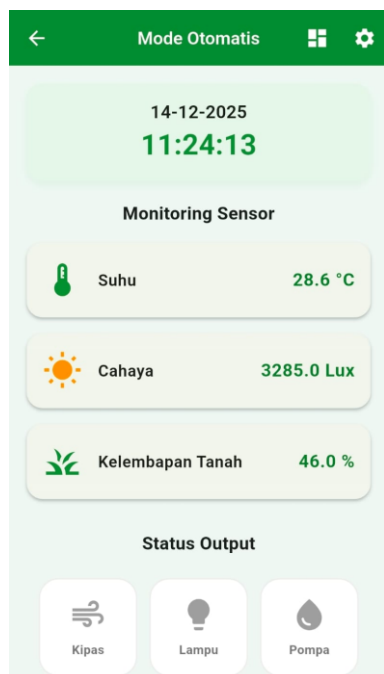 Mode Otomatis
14-12-2025
11:24:13
Monitoring Sensor
Suhu 28.6 °C
Cahaya 3285.0 Lux
Kelembapan Tanah 46.0 %
Status Output
Kipas Lampu Pompa